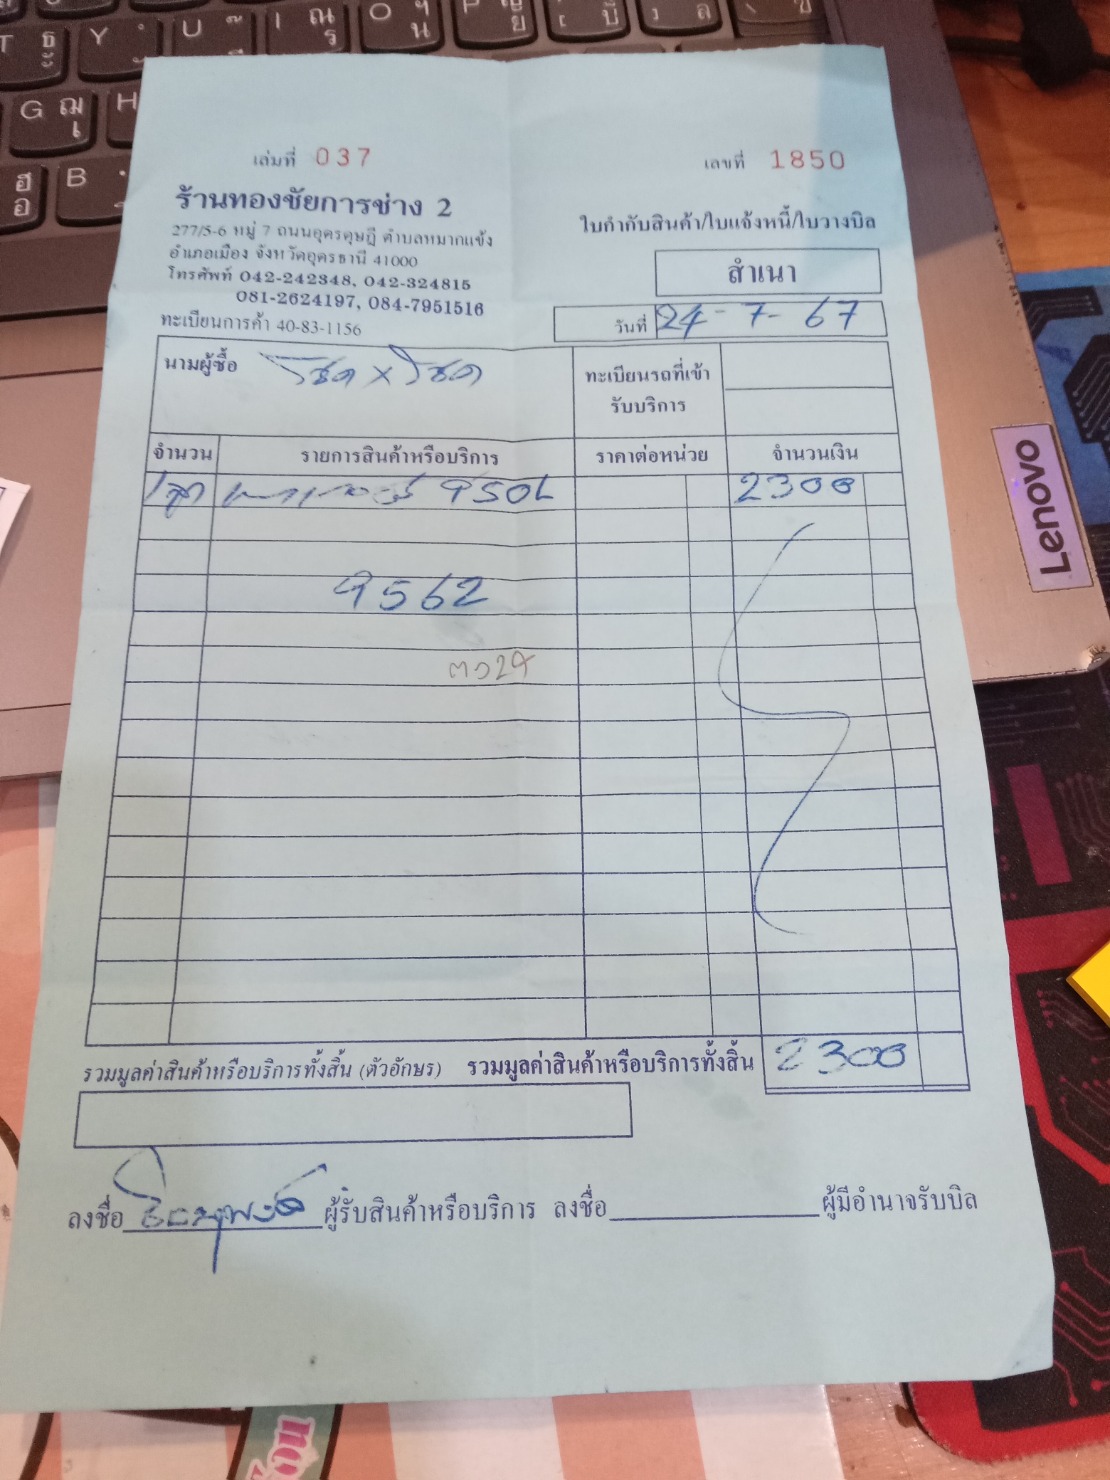 เล่มที่ 037
เลขที่ 1850
ร้านทองชัยการช่าง 2
277/5-6 หมู่ 7 ถนนอุดรดุษฎี ตำบลหมากแข้ง
อำเภอเมือง จังหวัดอุดรธานี 41000
โทรศัพท์ 042-242348, 042-324815
081-2624197, 084-7951516
ทะเบียนการค้า 40-83-1156
ใบกำกับสินค้า/ใบแจ้งหนี้/ใบวางบิล
สำเนา
วันที่ 24-7-67
นามผู้ซื้อ
ทะเบียนรถที่เข้า
รับบริการ
จำนวน รายการสินค้าหรือบริการ ราคาต่อหน่วย จำนวนเงิน
2300
9562
รวมมูลค่าสินค้าหรือบริการทั้งสิ้น (ตัวอักษร) รวมมูลค่าสินค้าหรือบริการทั้งสิ้น 2300
ลงชื่อ ผู้รับสินค้าหรือบริการ ลงชื่อ ผู้มีอำนาจรับบิล
Lenovo